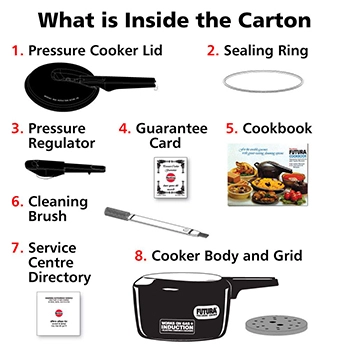 What is Inside the Carton
1. Pressure Cooker Lid
2. Sealing Ring
3. Pressure
Regulator
4. Guarantee
Card
5. Cookbook
FUTURA
COOKBOOK
6. Cleaning
Brush
7. Service
Centre
Directory
8. Cooker Body and Grid
FUTURA
WORKS ON GAS &
INDUCTION